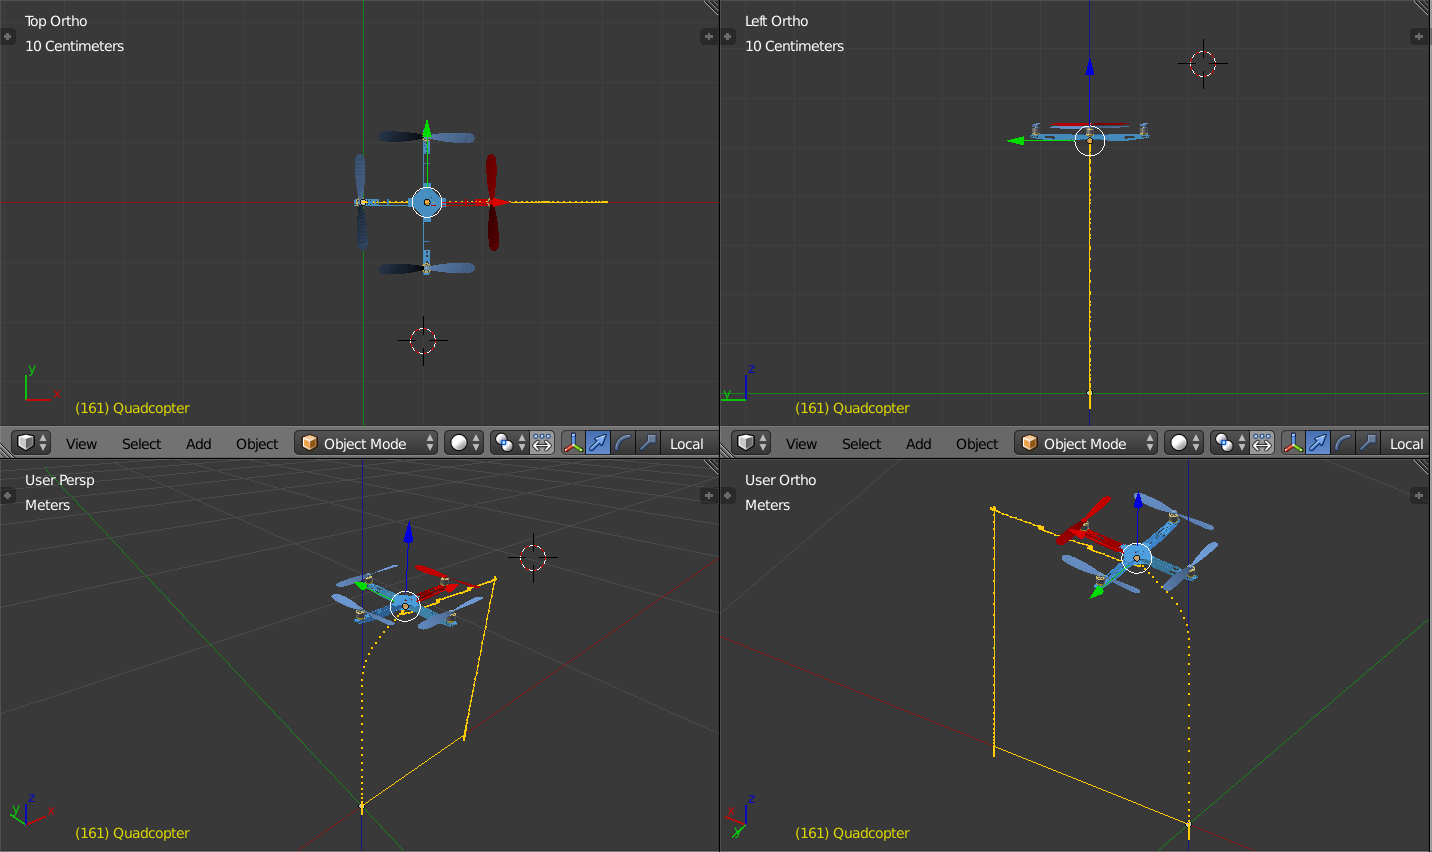 Top Ortho
10 Centimeters
y
x
(161) Quadcopter
View Select Add Object Object Mode Local
Left Ortho
10 Centimeters
z
y
(161) Quadcopter
View Select Add Object Object Mode Local
User Persp
Meters
z
y
x
(161) Quadcopter
User Ortho
Meters
z
x
y
(161) Quadcopter